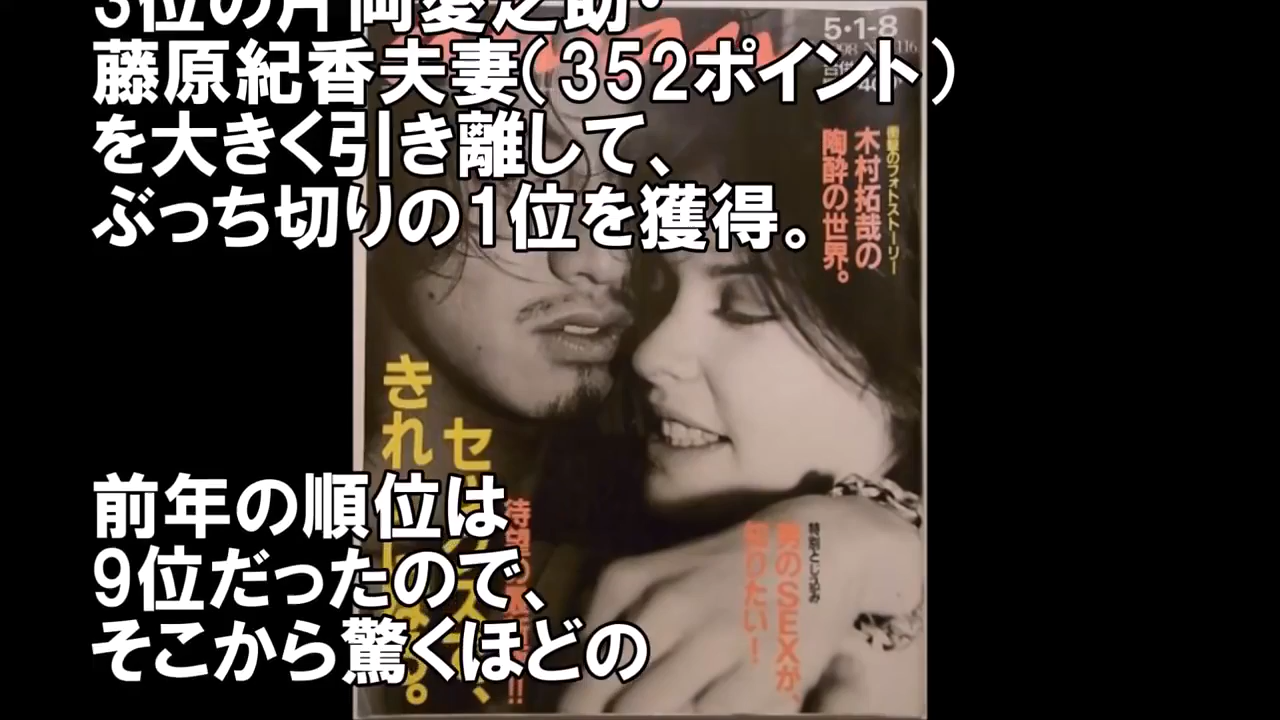 3位の片岡愛之助・
藤原紀香夫妻（352ポイント）
を大きく引き離して、
ぶっち切りの1位を獲得。
前年の順位は
9位だったので、
そこから驚くほどの
5・1-8
衝撃のフォトストーリー
木村拓哉の
陶酔の世界。
きれ
特別とじ込み
男のSEXが、
知りたい！